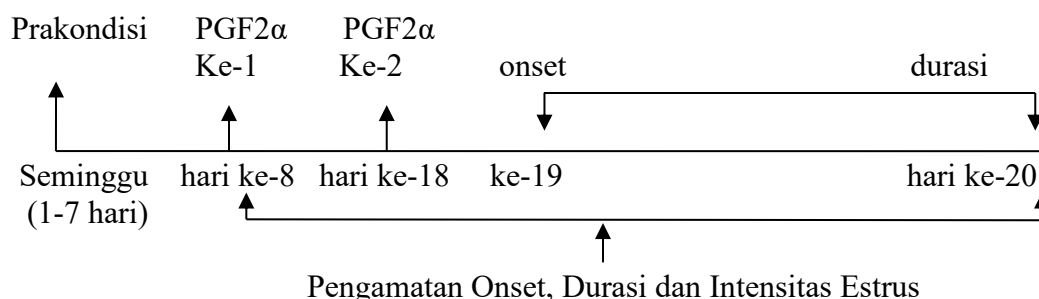 Prakondisi PGF2α PGF2α
Ke-1 Ke-2 onset durasi
Seminggu hari ke-8 hari ke-18 ke-19 hari ke-20
(1-7 hari)
Pengamatan Onset, Durasi dan Intensitas Estrus